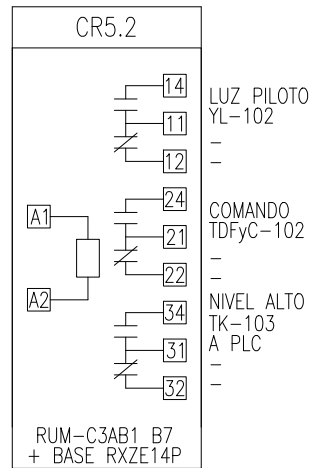 CR5.2
14
LUZ PILOTO
YL-102
11
12
-
-
24
COMANDO
TDFyC-102
A1
21
22
-
-
A2
34
NIVEL ALTO
TK-103
A PLC
31
32
-
-
RUM-C3AB1 B7
+ BASE RXZE14P